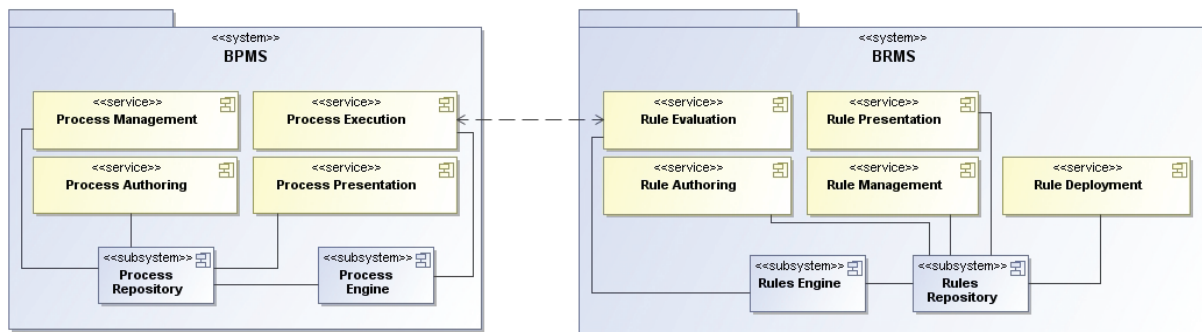 <<system>>
BPMS
<<service>>
Process Management
<<service>>
Process Execution
<<service>>
Process Authoring
<<service>>
Process Presentation
<<subsystem>>
Process
Repository
<<subsystem>>
Process
Engine
<<system>>
BRMS
<<service>>
Rule Evaluation
<<service>>
Rule Presentation
<<service>>
Rule Authoring
<<service>>
Rule Management
<<service>>
Rule Deployment
<<subsystem>>
Rules Engine
<<subsystem>>
Rules
Repository